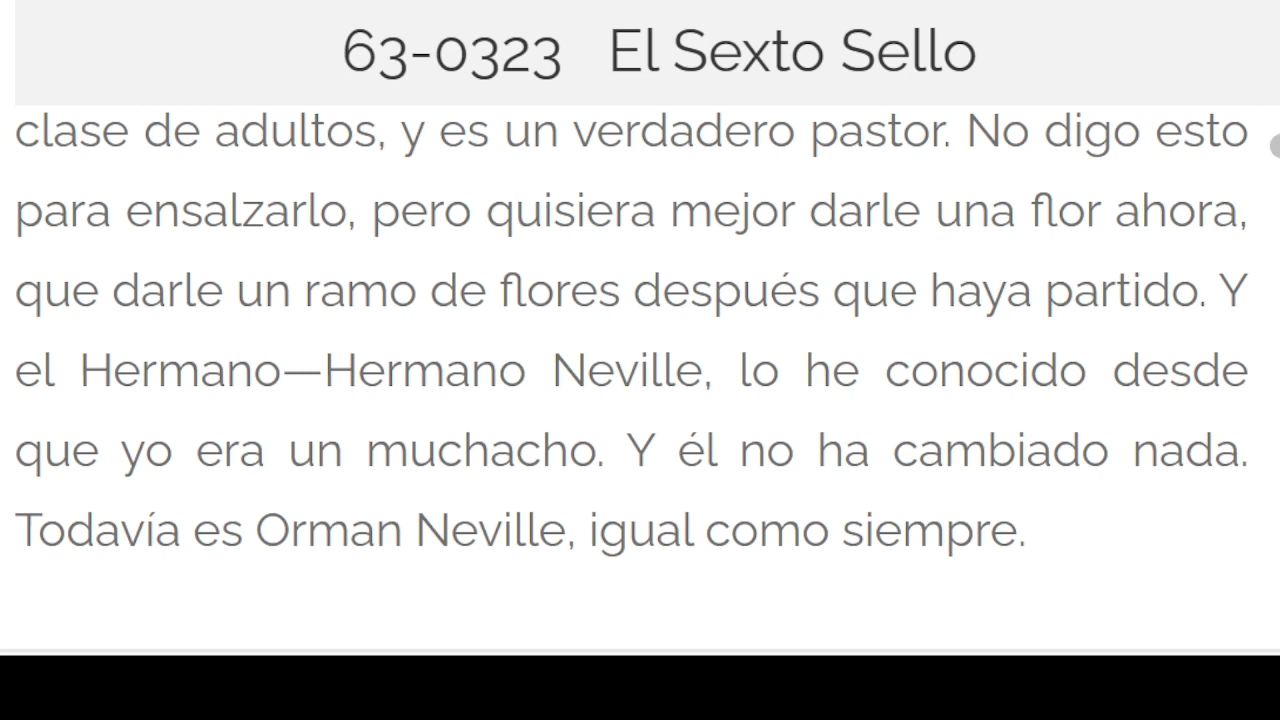 63-0323 El Sexto Sello
clase de adultos, y es un verdadero pastor. No digo esto
para ensalzarlo, pero quisiera mejor darle una flor ahora,
que darle un ramo de flores después que haya partido. Y
el Hermano—Hermano Neville, lo he conocido desde
que yo era un muchacho. Y él no ha cambiado nada.
Todavía es Orman Neville, igual como siempre.